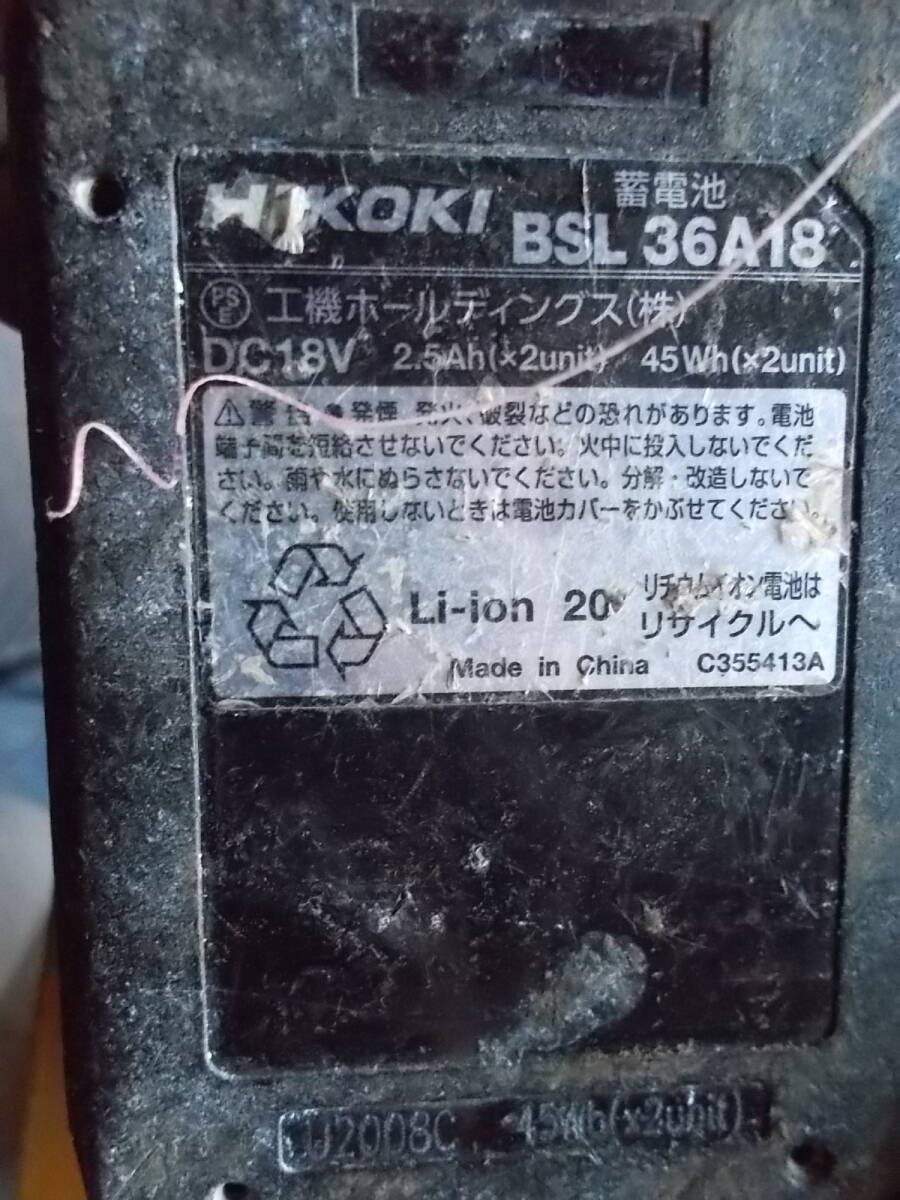 HiKOKI
蓄電池
BSL 36A18
PS
E
工機ホールディングス(株)
DC18V 2.5Ah(×2unit) 45Wh(×2unit)
警告 発煙、発火、破裂などの恐れがあります。電池
端子間を短絡させないでください。火中に投入しないでくだ
さい。雨や水にぬらさないでください。分解・改造しないで
ください。使用しないときは電池カバーをかぶせてください。
Li-ion 20
リチウムイオン電池は
リサイクルへ
Made in China C355413A
45Wh(×2unit)